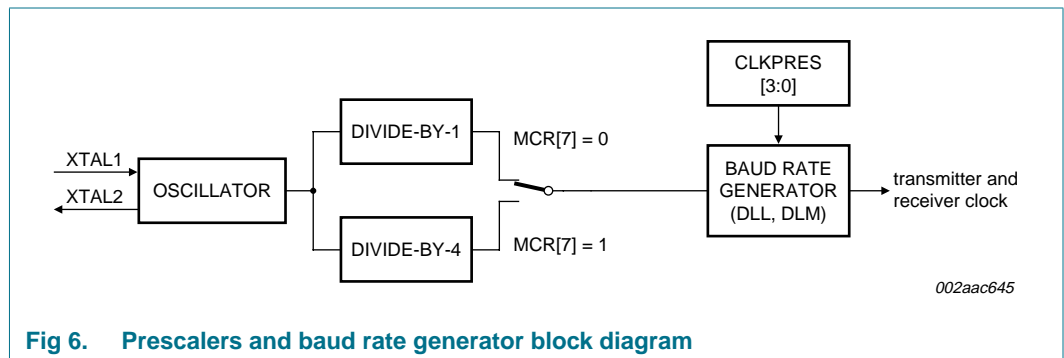 CLKPRES
[3:0]
DIVIDE-BY-1
MCR[7] = 0
XTAL1
XTAL2
OSCILLATOR
BAUD RATE
GENERATOR
(DLL, DLM)
transmitter and
receiver clock
DIVIDE-BY-4
MCR[7] = 1
002aac645
Fig 6. Prescalers and baud rate generator block diagram